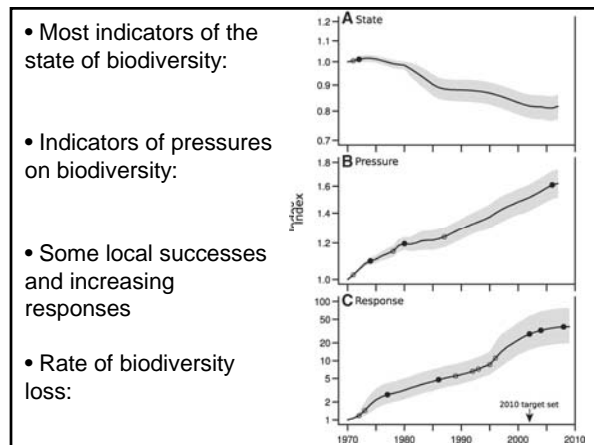 • Most indicators of the
state of biodiversity:
• Indicators of pressures
on biodiversity:
• Some local successes
and increasing
responses
• Rate of biodiversity
loss:
A State
1.1
1.0
0.9
0.8
0.7
B Pressure
1.8
1.6
1.4
1.2
1.0
Index
Index
C Response
100
50
20
10
5
2
1
2010 target set
1970 1980 1990 2000 2010